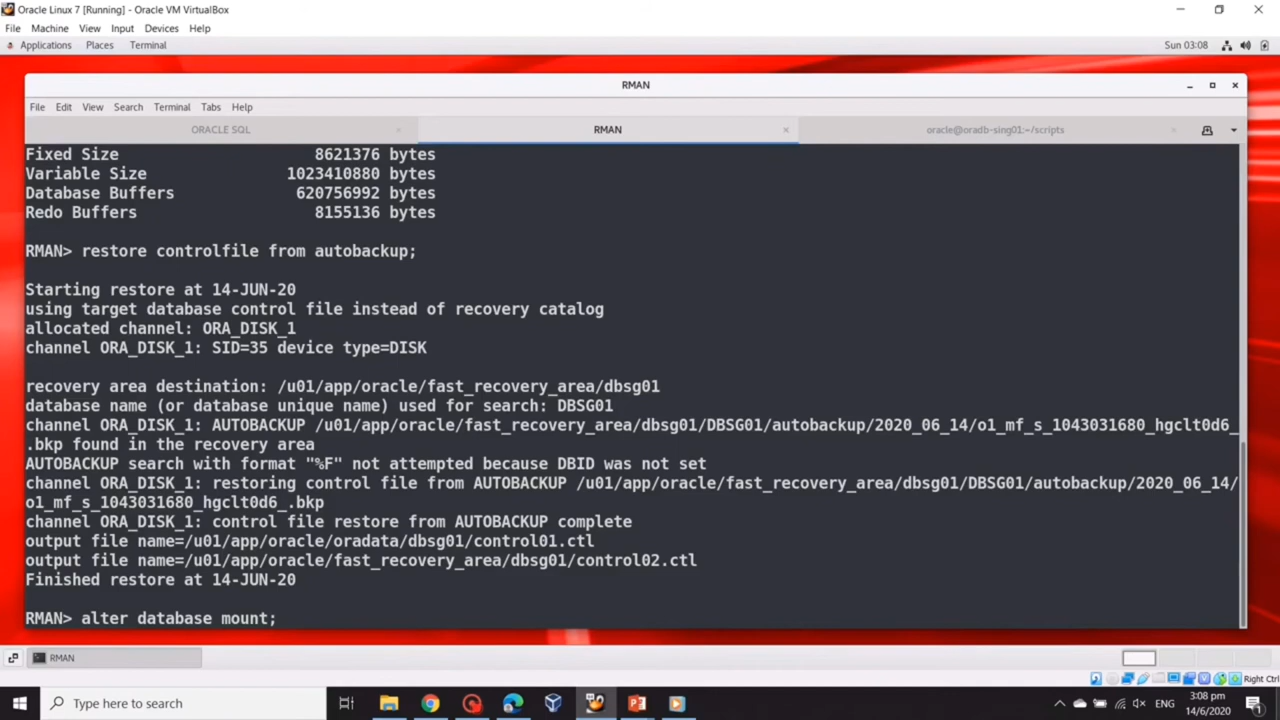 Oracle Linux 7 [Running] - Oracle VM VirtualBox
File Machine View Input Devices Help
Applications Places Terminal Sun 03:08
RMAN
File Edit View Search Terminal Tabs Help
ORACLE SQL RMAN oracle@oradb-sing01:~/scripts
Fixed Size 8621376 bytes
Variable Size 1023410880 bytes
Database Buffers 620756992 bytes
Redo Buffers 8155136 bytes
RMAN> restore controlfile from autobackup;
Starting restore at 14-JUN-20
using target database control file instead of recovery catalog
allocated channel: ORA_DISK_1
channel ORA_DISK_1: SID=35 device type=DISK
recovery area destination: /u01/app/oracle/fast_recovery_area/dbsg01
database name (or database unique name) used for search: DBSG01
channel ORA_DISK_1: AUTOBACKUP /u01/app/oracle/fast_recovery_area/dbsg01/DBSG01/autobackup/2020_06_14/o1_mf_s_1043031680_hgclt0d6_
.bkp found in the recovery area
AUTOBACKUP search with format "%F" not attempted because DBID was not set
channel ORA_DISK_1: restoring control file from AUTOBACKUP /u01/app/oracle/fast_recovery_area/dbsg01/DBSG01/autobackup/2020_06_14/
o1_mf_s_1043031680_hgclt0d6_.bkp
channel ORA_DISK_1: control file restore from AUTOBACKUP complete
output file name=/u01/app/oracle/oradata/dbsg01/control01.ctl
output file name=/u01/app/oracle/fast_recovery_area/dbsg01/control02.ctl
Finished restore at 14-JUN-20
RMAN> alter database mount;
RMAN
Right Ctrl
Type here to search
ENG
3:08 pm
14/6/2020
1